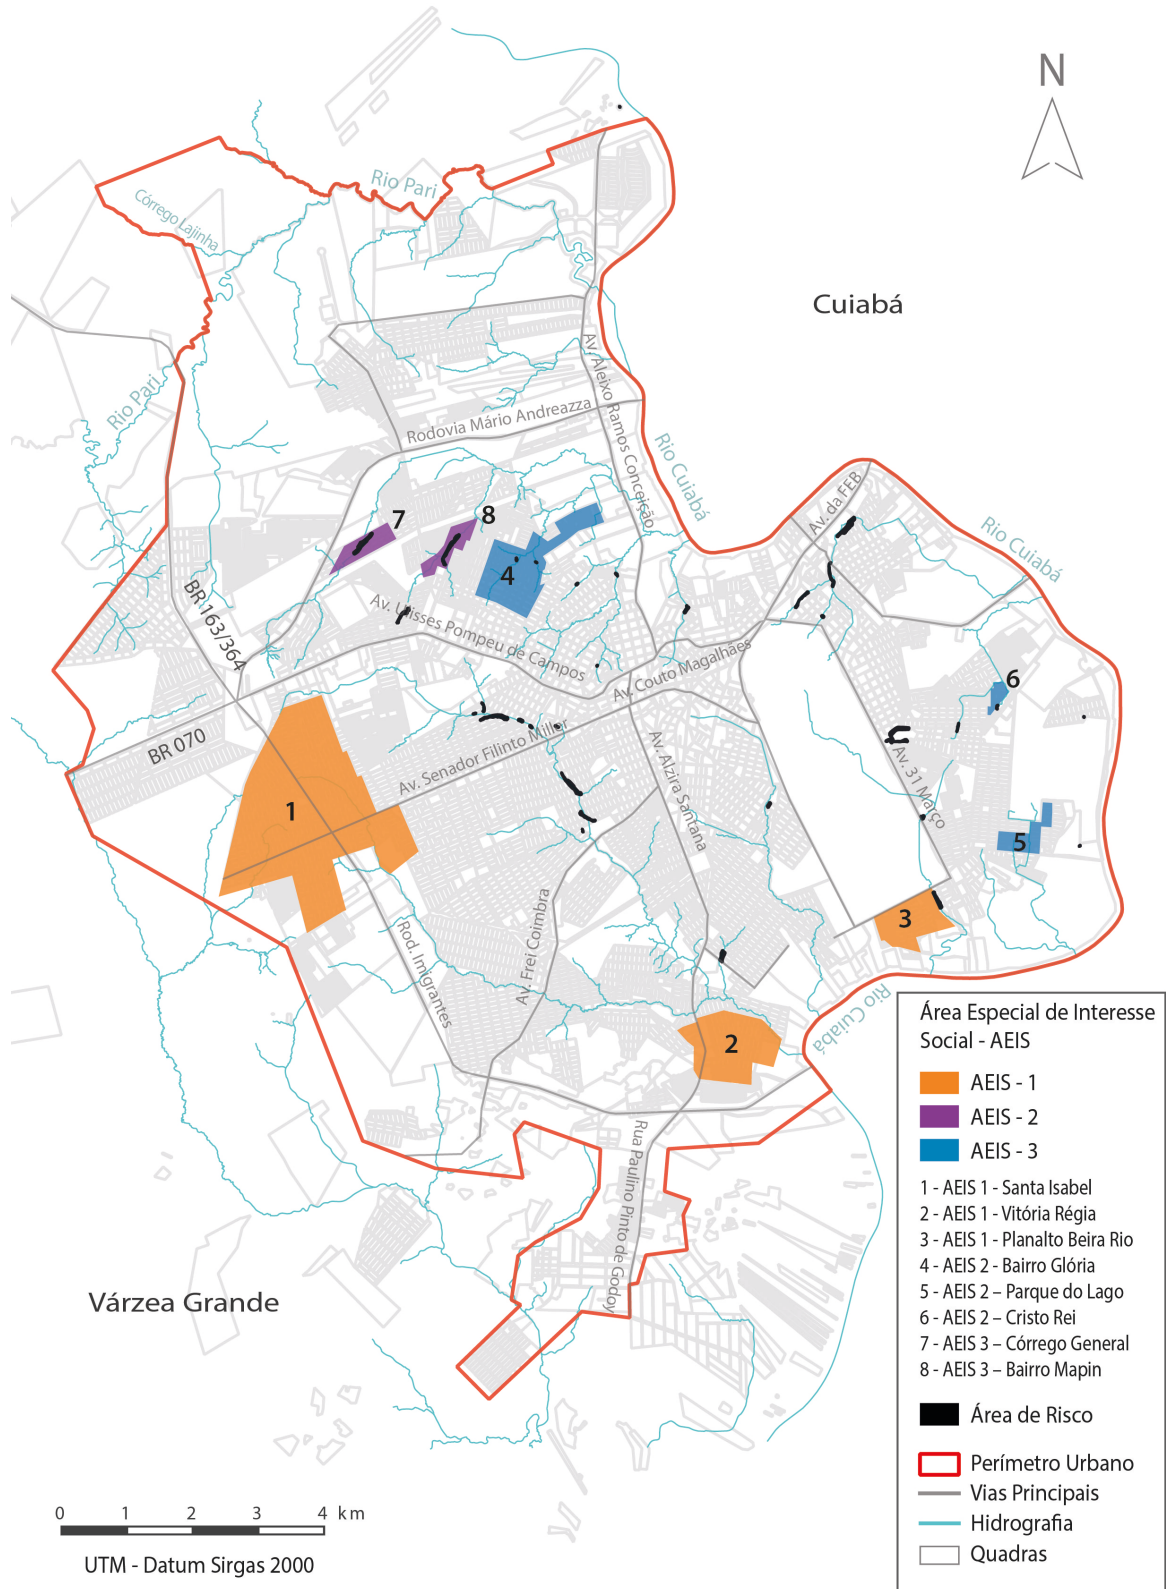 N
Rio Pari
Córrego Lajinha
Cuiabá
Av. Aleixo Ramos Conceição
Rio Pari
Rodovia Mário Andreazza
Rio Cuiabá
Av. da FEB
Rio Cuiabá
7
8
4
BR 163/364
Av. Ulisses Pompeu de Campos
Av. Couto Magalhães
6
BR 070
Av. Senador Filinto Miller
Av. Alzira Santana
Av. 31 Março
1
5
3
Av. Frei Coimbra
Rod. Imigrantes
2
Rio Cuiabá
Rua Paulino Pinto de Godoy
Várzea Grande
Área Especial de Interesse
Social - AEIS
AEIS - 1
AEIS - 2
AEIS - 3
1 - AEIS 1 - Santa Isabel
2 - AEIS 1 - Vitória Régia
3 - AEIS 1 - Planalto Beira Rio
4 - AEIS 2 - Bairro Glória
5 - AEIS 2 – Parque do Lago
6 - AEIS 2 – Cristo Rei
7 - AEIS 3 – Córrego General
8 - AEIS 3 – Bairro Mapin
Área de Risco
Perímetro Urbano
Vias Principais
Hidrografia
Quadras
0 1 2 3 4 km
UTM - Datum Sirgas 2000